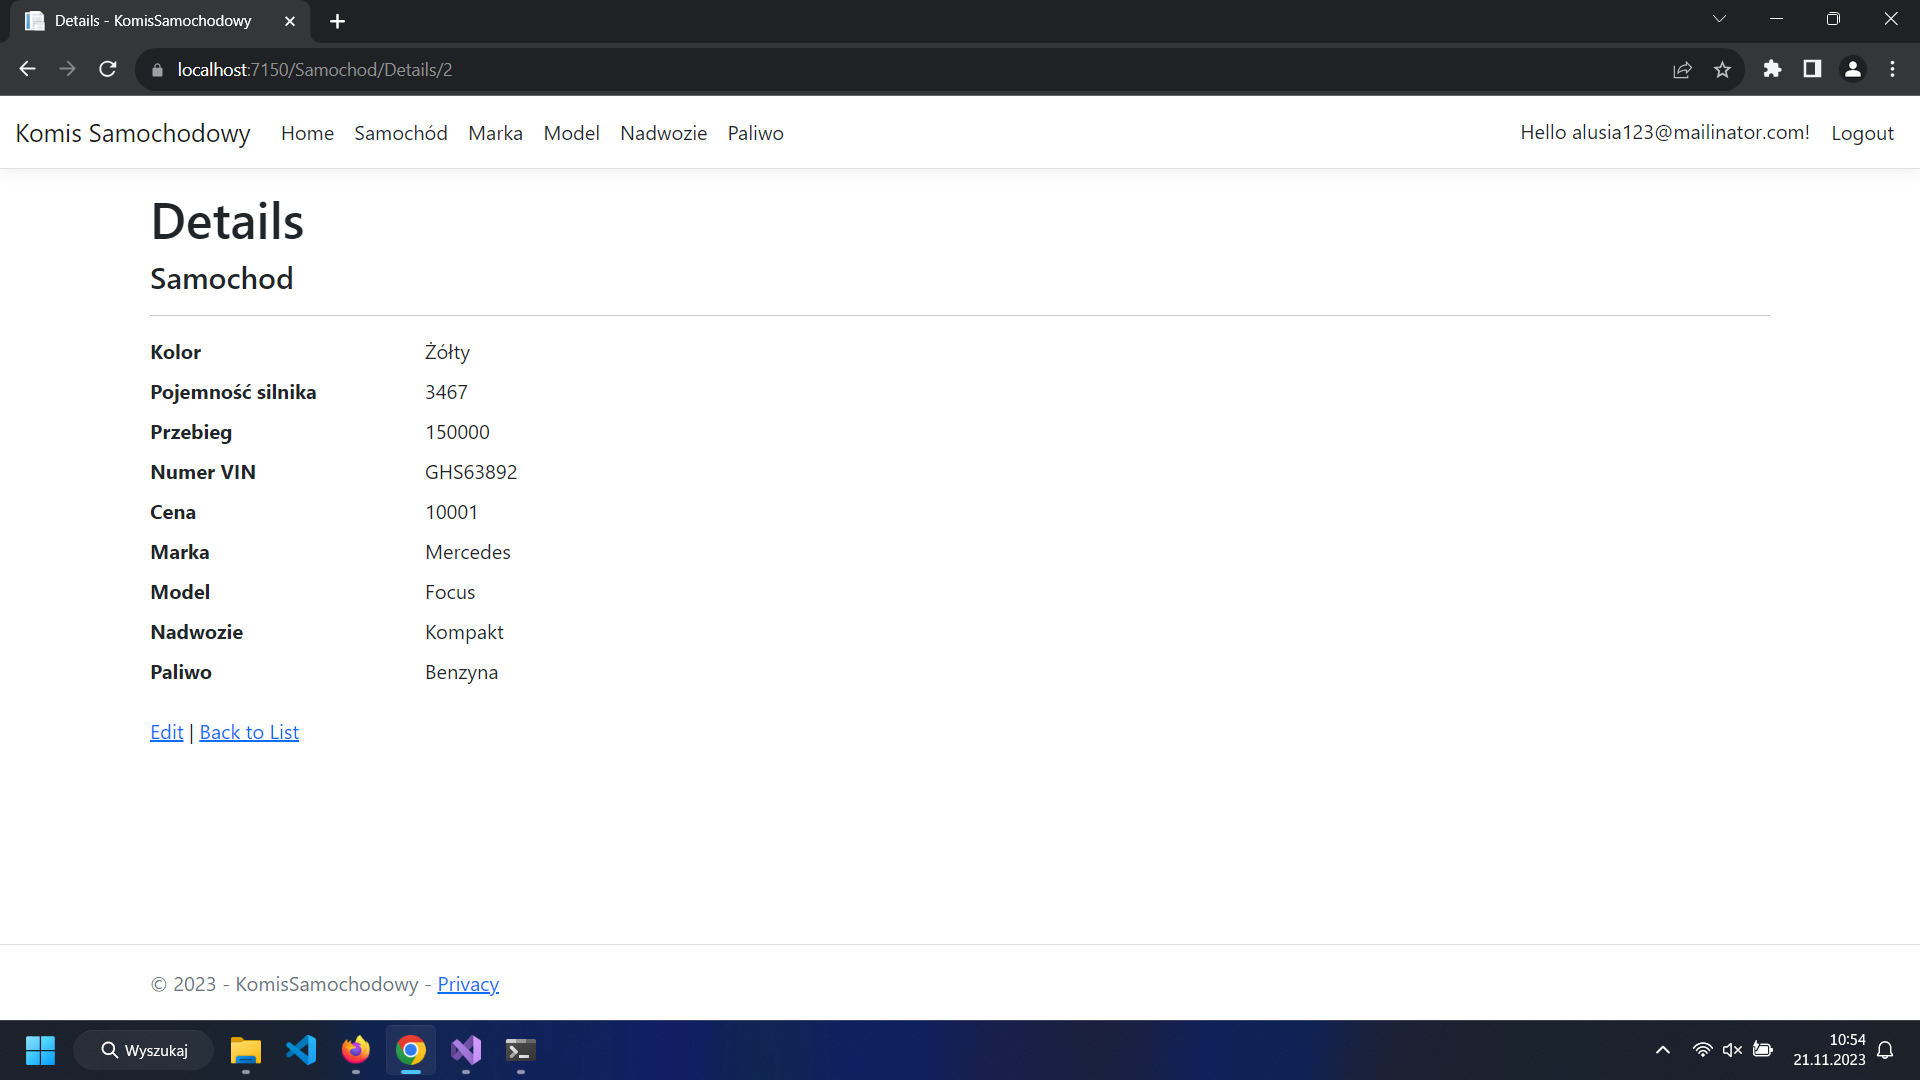 Details - KomisSamochodowy
localhost:7150/Samochod/Details/2
Komis Samochodowy Home Samochód Marka Model Nadwozie Paliwo Hello alusia123@mailinator.com! Logout
Details
Samochod
Kolor Żółty
Pojemność silnika 3467
Przebieg 150000
Numer VIN GHS63892
Cena 10001
Marka Mercedes
Model Focus
Nadwozie Kompakt
Paliwo Benzyna
Edit | Back to List
© 2023 - KomisSamochodowy - Privacy
Wyszukaj
10:54
21.11.2023